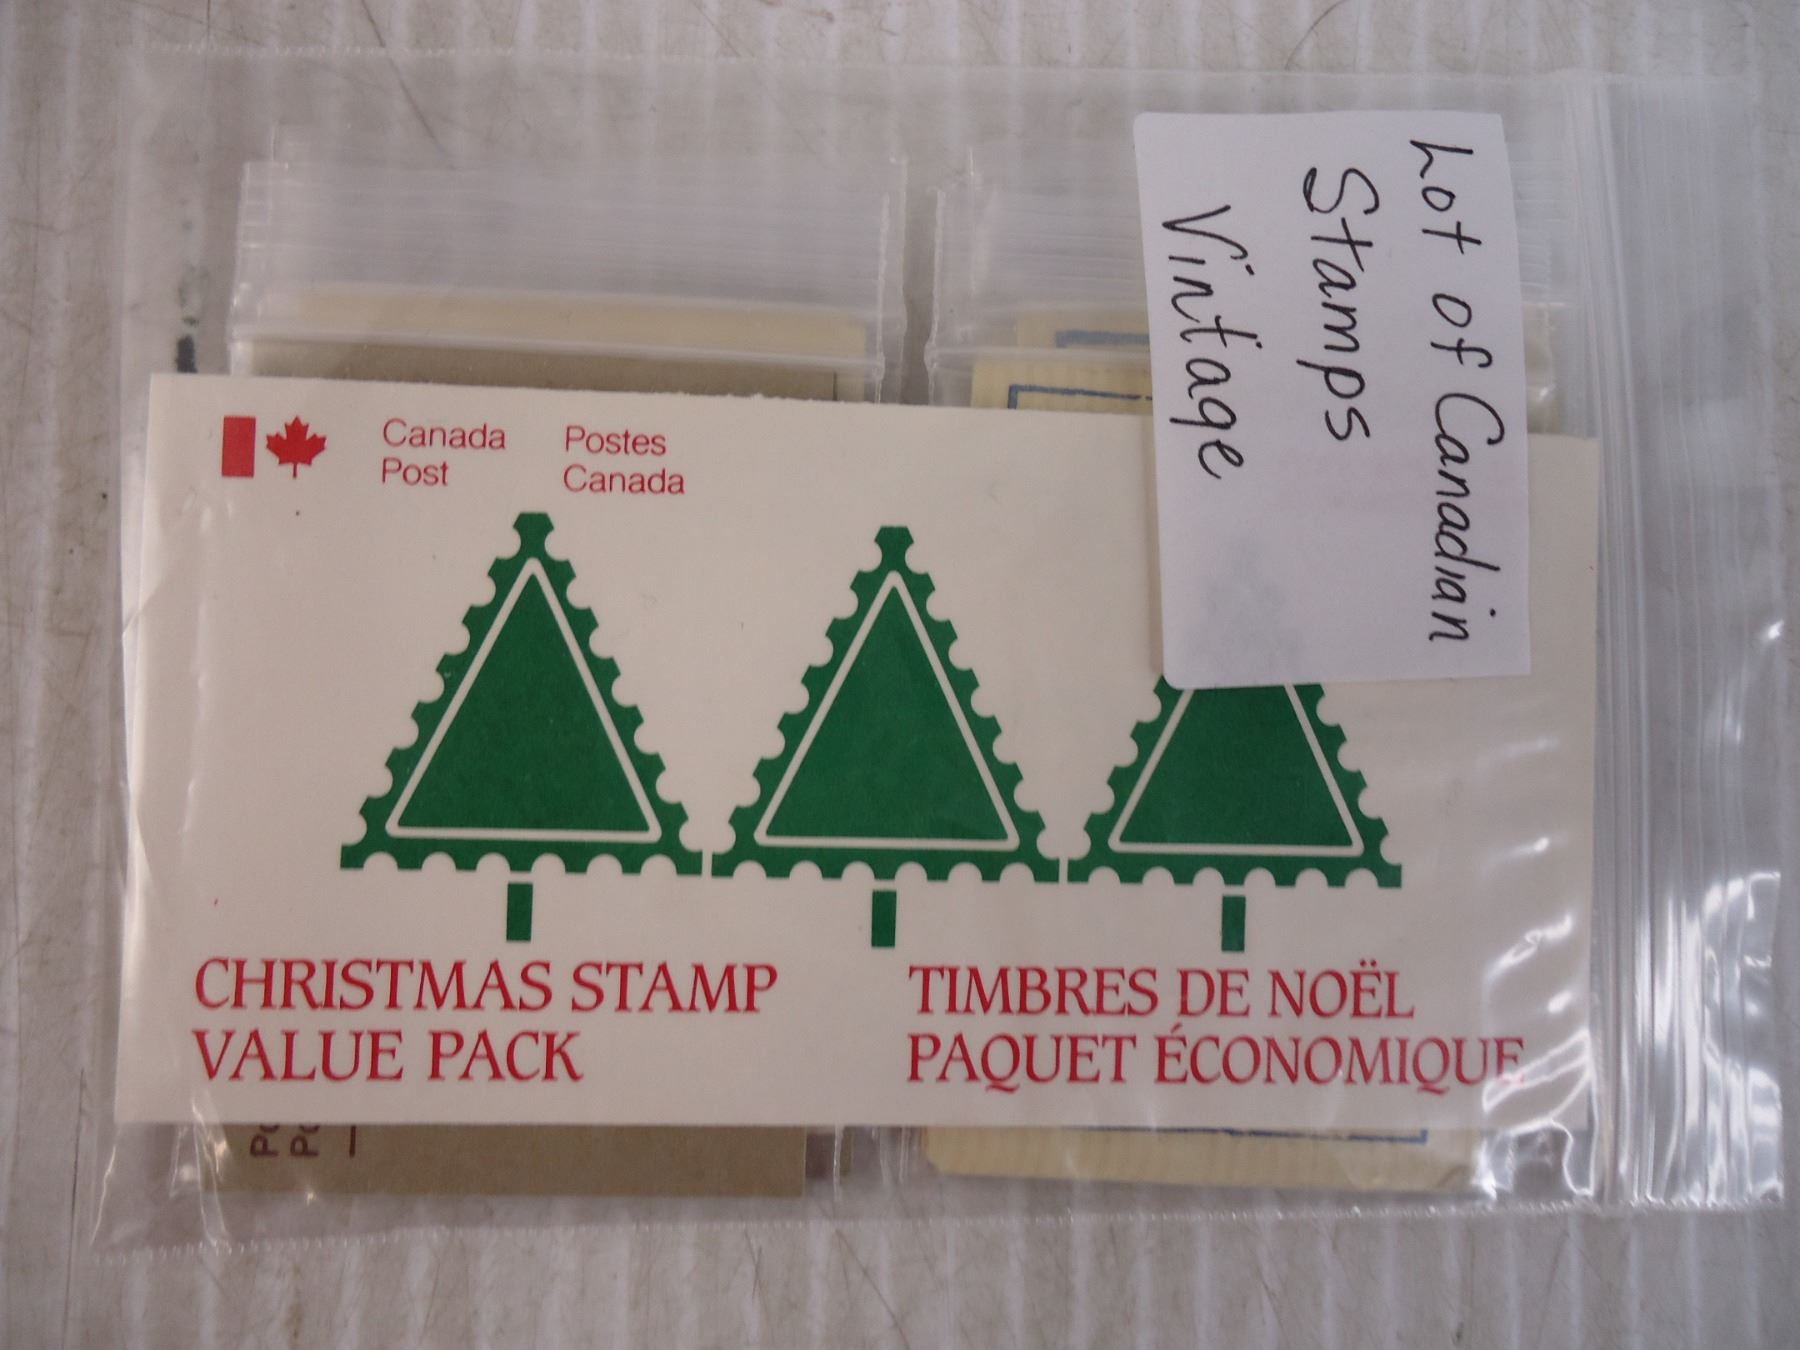 Lot of Canadian
Stamps
Vintage
Canada Postes
Post Canada
CHRISTMAS STAMP
VALUE PACK
TIMBRES DE NOËL
PAQUET ÉCONOMIQUE